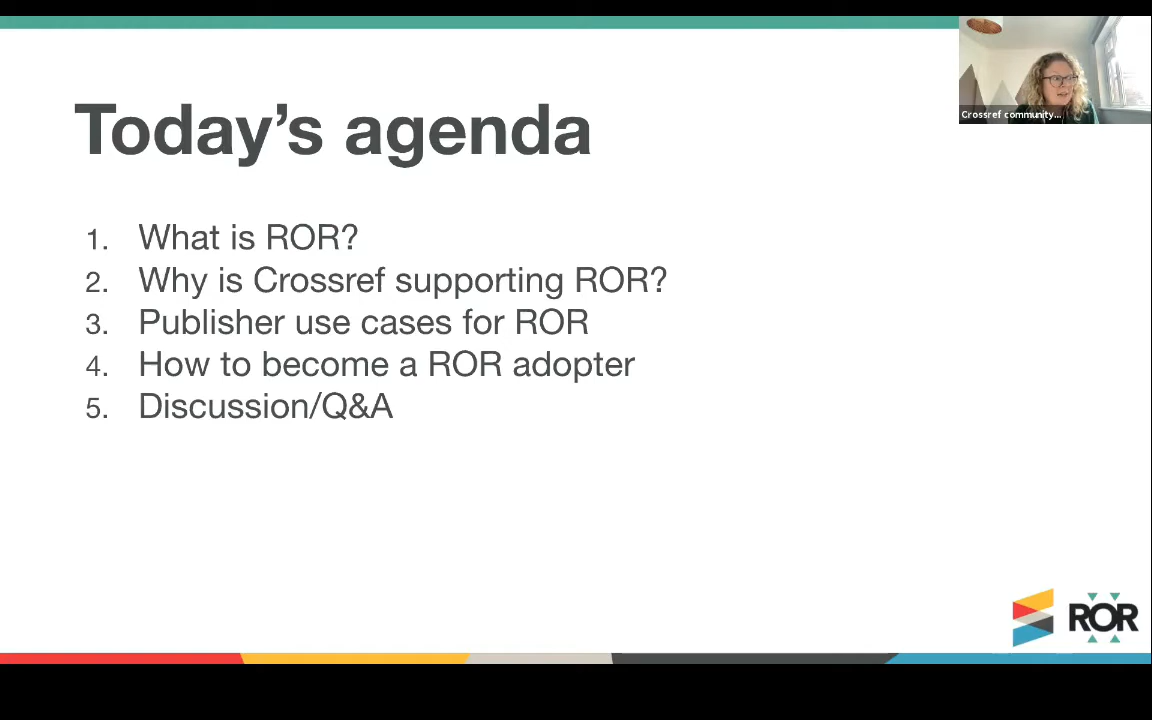 Today's agenda
Crossref community...
1. What is ROR?
2. Why is Crossref supporting ROR?
3. Publisher use cases for ROR
4. How to become a ROR adopter
5. Discussion/Q&A
ROR